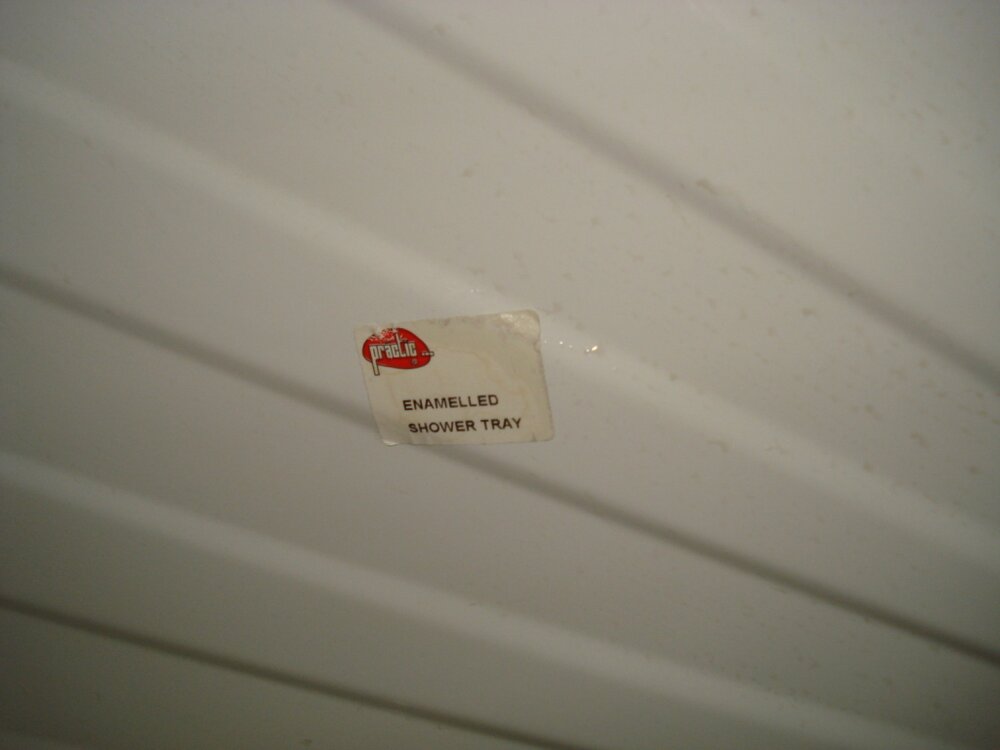 practic
ENAMELLED
SHOWER TRAY